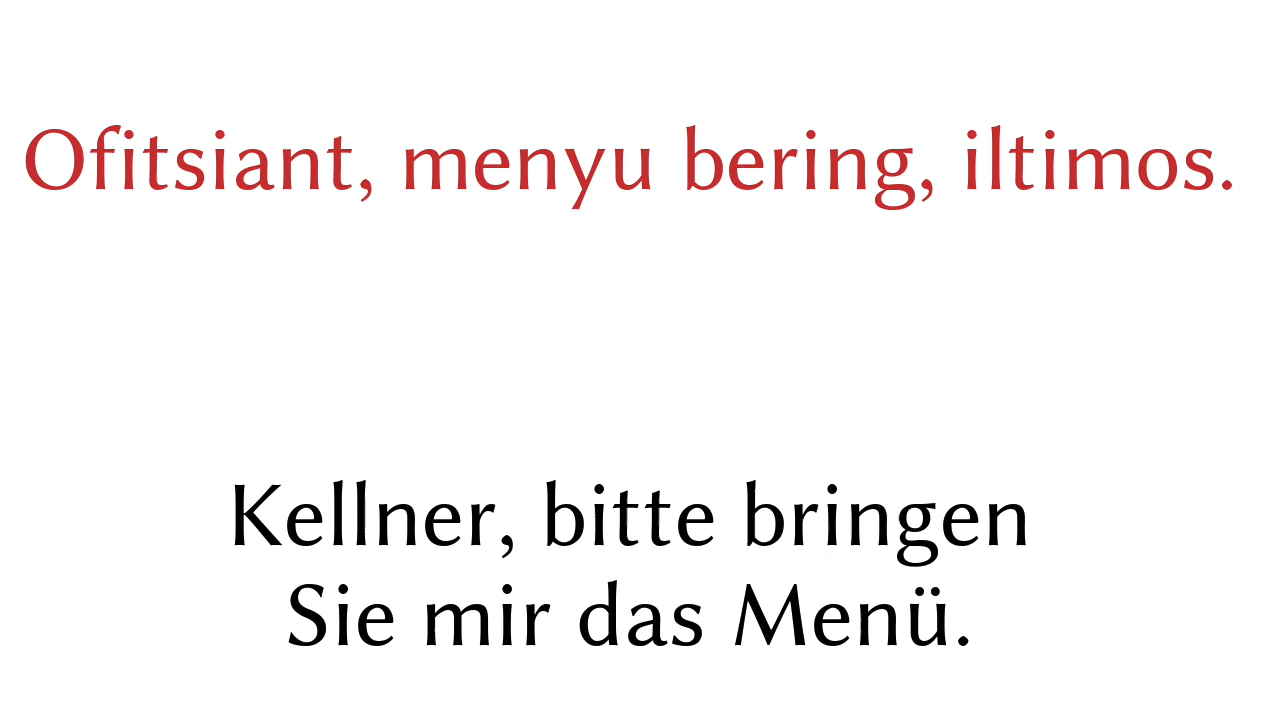 Ofitsiant, menyu bering, iltimos.
Kellner, bitte bringen
Sie mir das Menü.